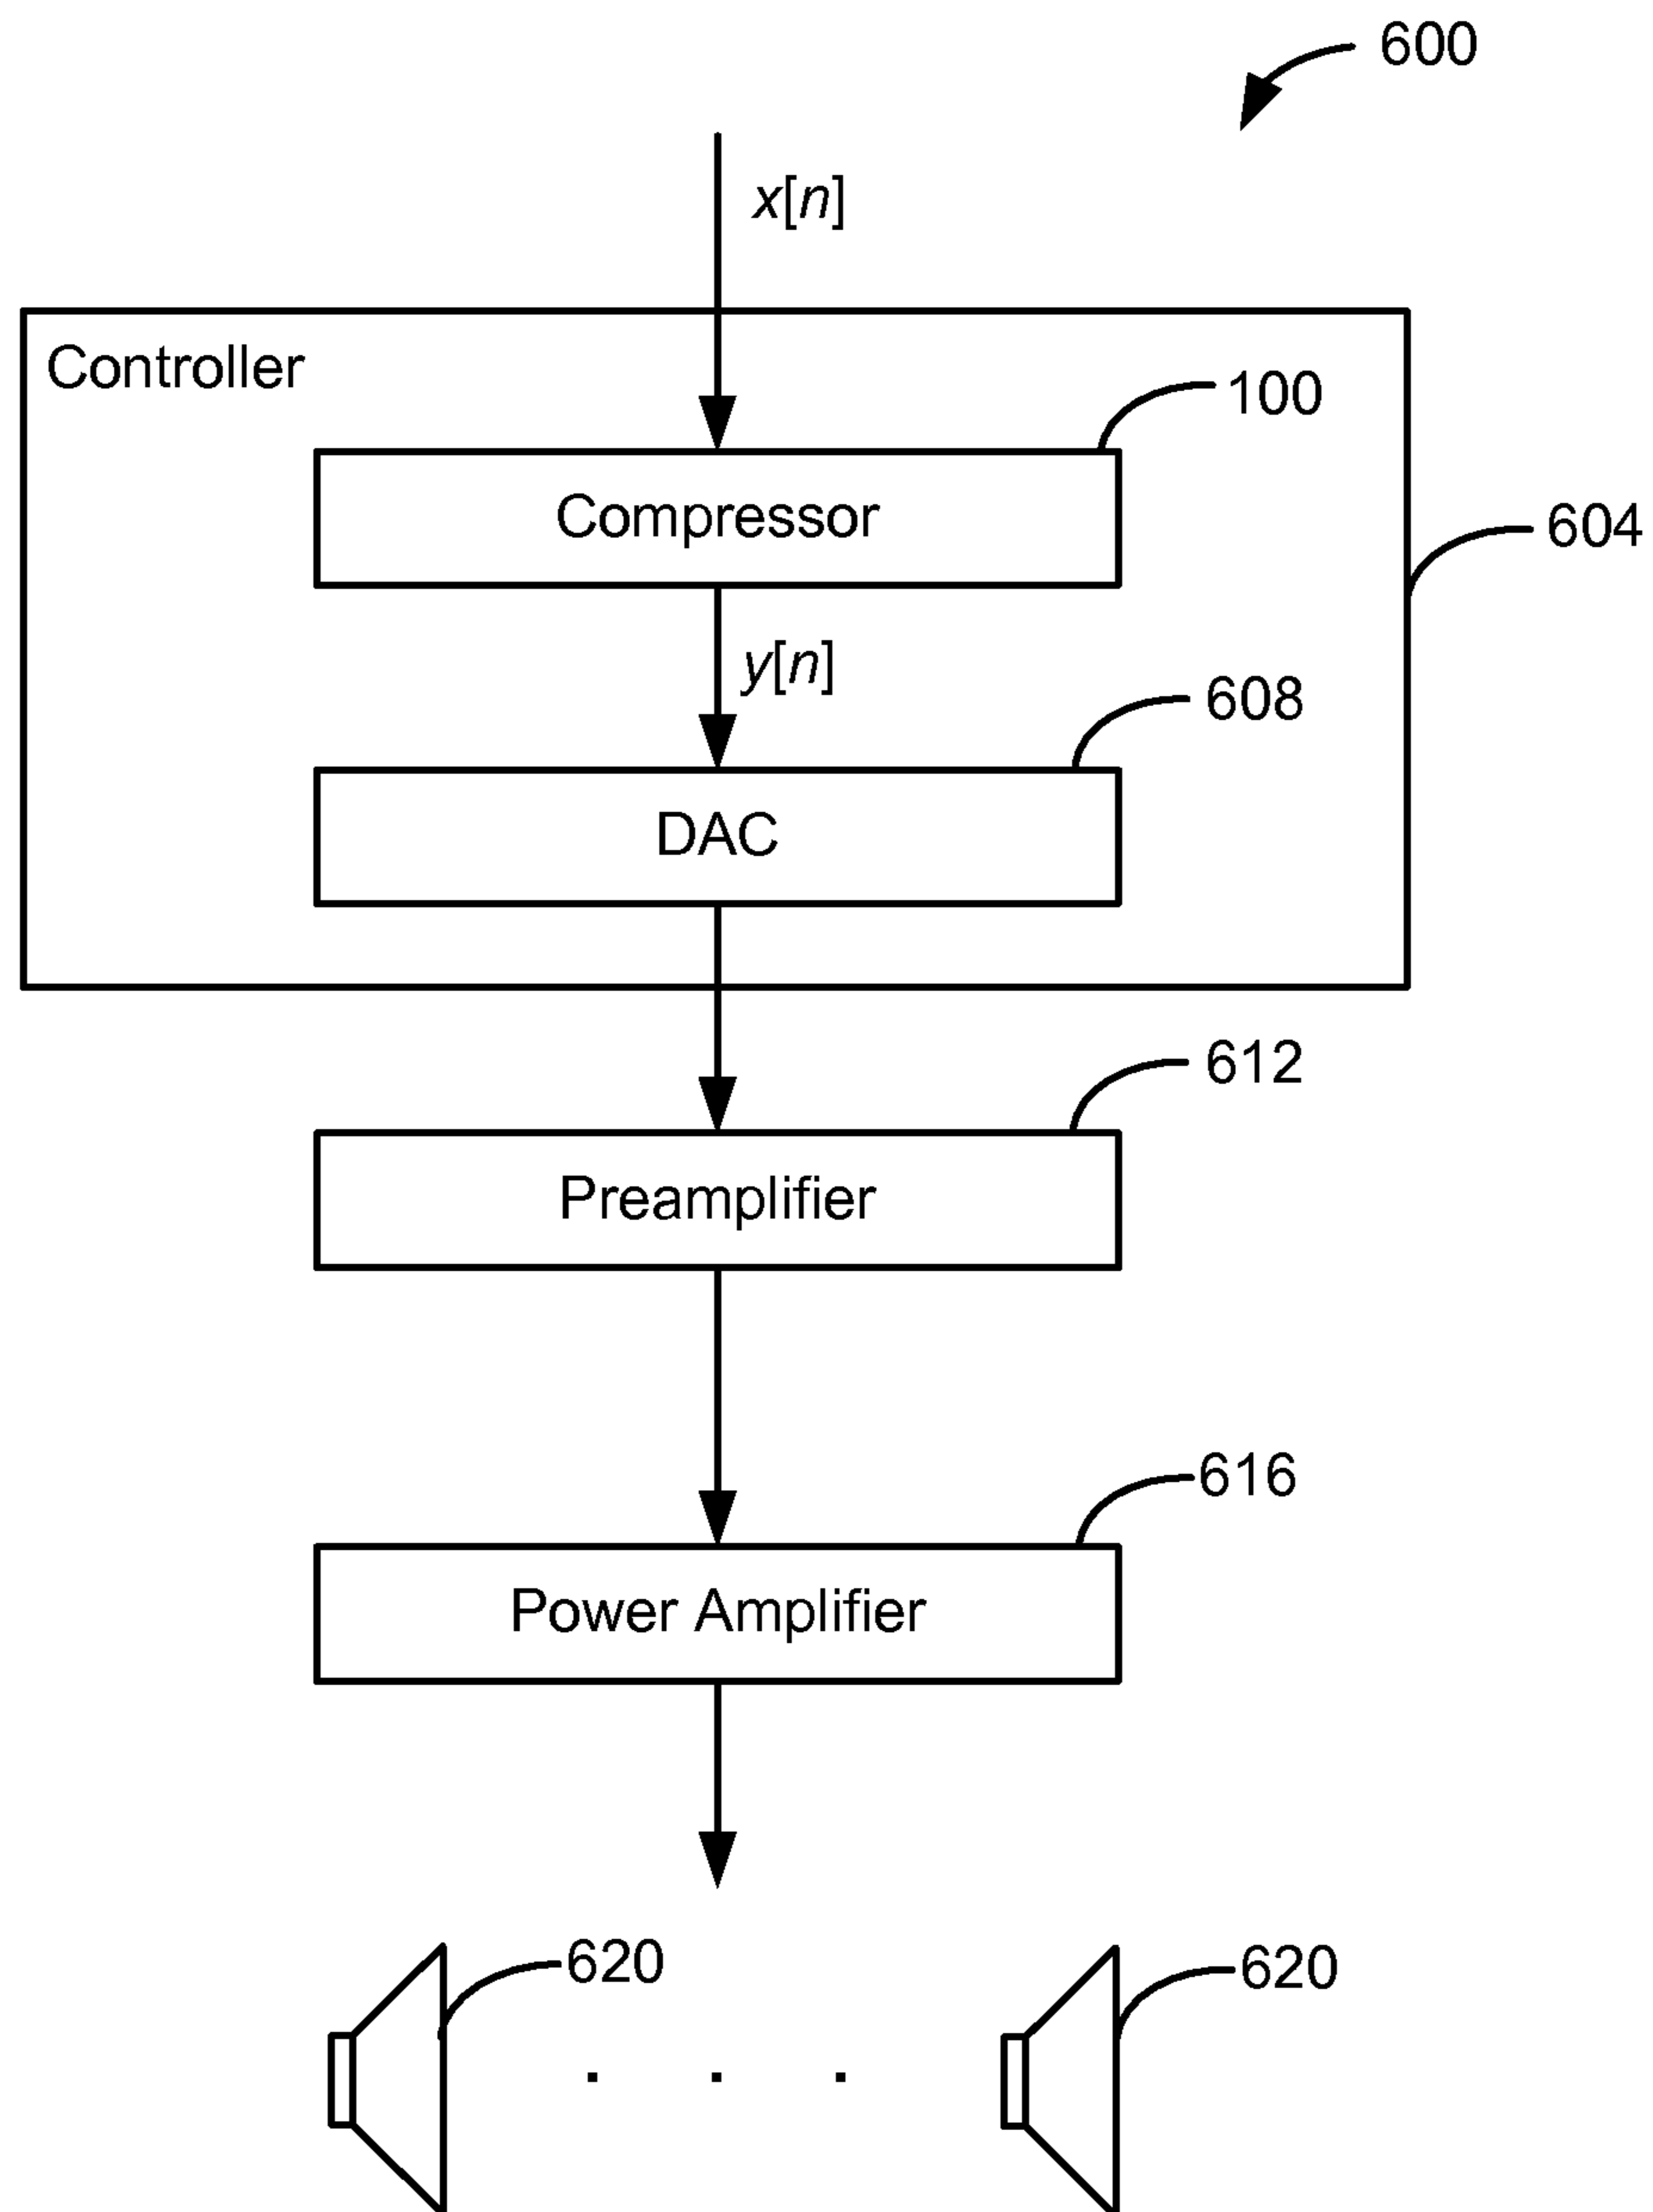 600
x[n]
Controller
100
Compressor
604
y[n]
608
DAC
612
Preamplifier
616
Power Amplifier
620
620